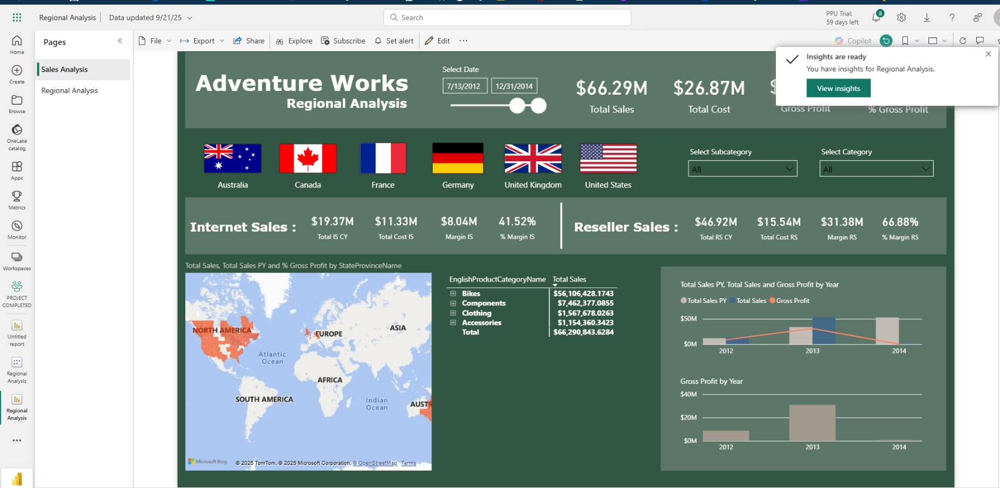 Regional Analysis
Data updated 9/21/25
Search
PPU Trial:
59 days left
8
Home
Create
Browse
OneLake
catalog
Apps
Metrics
Monitor
Workspaces
PROJECT
COMPLETED
Untitled
report
Regional
Analysis
Regional
Analysis
Pages
Sales Analysis
Regional Analysis
File
Export
Share
Explore
Subscribe
Set alert
Edit
Copilot
Insights are ready
You have insights for Regional Analysis.
View insights
Adventure Works
Regional Analysis
Select Date
7/13/2012
12/31/2014
$66.29M
Total Sales
$26.87M
Total Cost
$
Gross Profit
% Gross Profit
Australia
Canada
France
Germany
United Kingdom
United States
Select Subcategory
All
Select Category
All
Internet Sales :
$19.37M
Total IS CY
$11.33M
Total Cost IS
$8.04M
Margin IS
41.52%
% Margin IS
Reseller Sales :
$46.92M
Total RS CY
$15.54M
Total Cost RS
$31.38M
Margin RS
66.88%
% Margin RS
Total Sales, Total Sales PY and % Gross Profit by StateProvinceName
NORTH AMERICA
EUROPE
ASIA
Atlantic
Ocean
AFRICA
SOUTH AMERICA
Indian
Ocean
AUSTR
Microsoft Bing
© 2025 TomTom, © 2025 Microsoft Corporation, © OpenStreetMap Terms
EnglishProductCategoryName Total Sales
Bikes $56,106,428.1743
Components $7,462,377.0855
Clothing $1,567,678.0263
Accessories $1,154,360.3423
Total $66,290,843.6284
Total Sales PY, Total Sales and Gross Profit by Year
Total Sales PY Total Sales Gross Profit
$50M
$0M
2012 2013 2014
Gross Profit by Year
$40M
$20M
$0M
2012 2013 2014